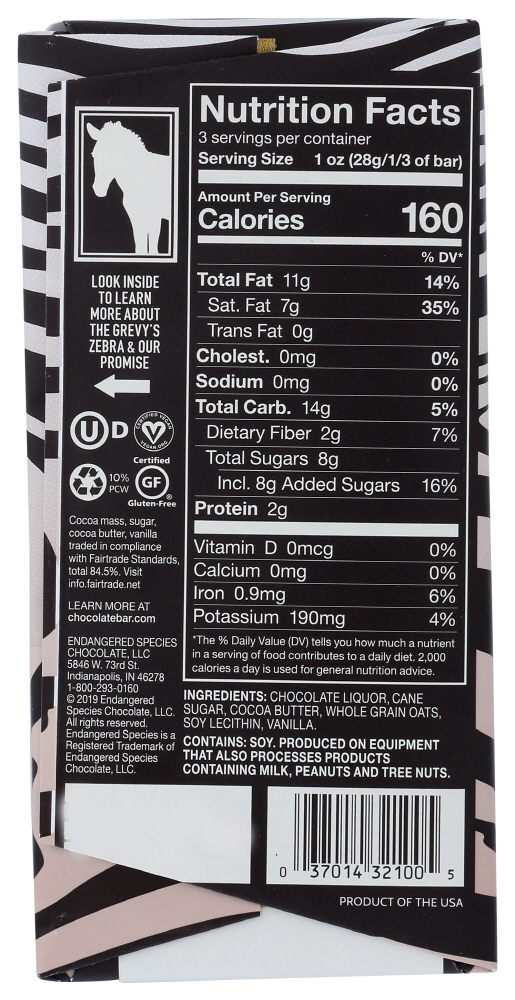 Nutrition Facts
3 servings per container
Serving Size 1 oz (28g/1/3 of bar)
Amount Per Serving
Calories 160
% DV*
Total Fat 11g 14%
Sat. Fat 7g 35%
Trans Fat 0g
Cholest. 0mg 0%
Sodium 0mg 0%
Total Carb. 14g 5%
Dietary Fiber 2g 7%
Total Sugars 8g
Incl. 8g Added Sugars 16%
Protein 2g
Vitamin D 0mcg 0%
Calcium 0mg 0%
Iron 0.9mg 6%
Potassium 190mg 4%
*The % Daily Value (DV) tells you how much a nutrient
in a serving of food contributes to a daily diet. 2,000
calories a day is used for general nutrition advice.
LOOK INSIDE
TO LEARN
MORE ABOUT
THE GREVY'S
ZEBRA & OUR
PROMISE
U D
CERTIFIED VEGAN
VEGAN.ORG
Certified
10%
PCW
GF
®
Gluten-Free
Cocoa mass, sugar,
cocoa butter, vanilla
traded in compliance
with Fairtrade Standards,
total 84.5%. Visit
info.fairtrade.net
LEARN MORE AT
chocolatebar.com
ENDANGERED SPECIES
CHOCOLATE, LLC
5846 W. 73rd St.
Indianapolis, IN 46278
1-800-293-0160
© 2019 Endangered
Species Chocolate, LLC.
All rights reserved.
Endangered Species is a
Registered Trademark of
Endangered Species
Chocolate, LLC.
INGREDIENTS: CHOCOLATE LIQUOR, CANE
SUGAR, COCOA BUTTER, WHOLE GRAIN OATS,
SOY LECITHIN, VANILLA.
CONTAINS: SOY. PRODUCED ON EQUIPMENT
THAT ALSO PROCESSES PRODUCTS
CONTAINING MILK, PEANUTS AND TREE NUTS.
0 37014 32100 5
PRODUCT OF THE USA